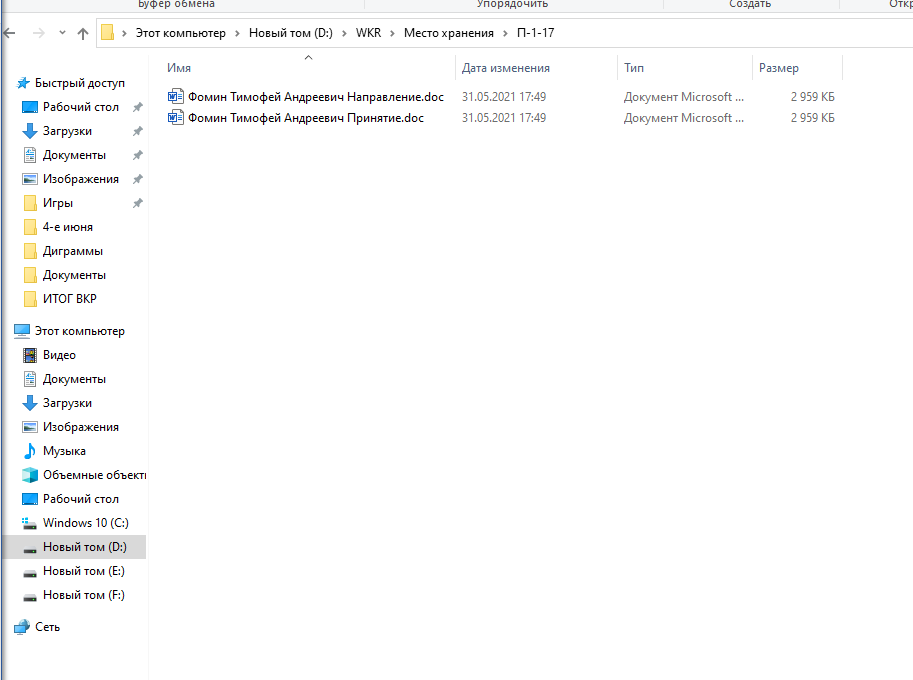 Буфер обмена Упорядочить Создать
Этот компьютер Новый том (D:) WKR Место хранения П-1-17
Имя Дата изменения Тип Размер
Быстрый доступ
Фомин Тимофей Андреевич Направление.doc 31.05.2021 17:49 Документ Microsoft ... 2 959 КБ
Рабочий стол
Фомин Тимофей Андреевич Принятие.doc 31.05.2021 17:49 Документ Microsoft ... 2 959 КБ
Загрузки
Документы
Изображения
Игры
4-е июня
Диграммы
Документы
ИТОГ ВКР
Этот компьютер
Видео
Документы
Загрузки
Изображения
Музыка
Объемные объект
Рабочий стол
Windows 10 (C:)
Новый том (D:)
Новый том (E:)
Новый том (F:)
Сеть